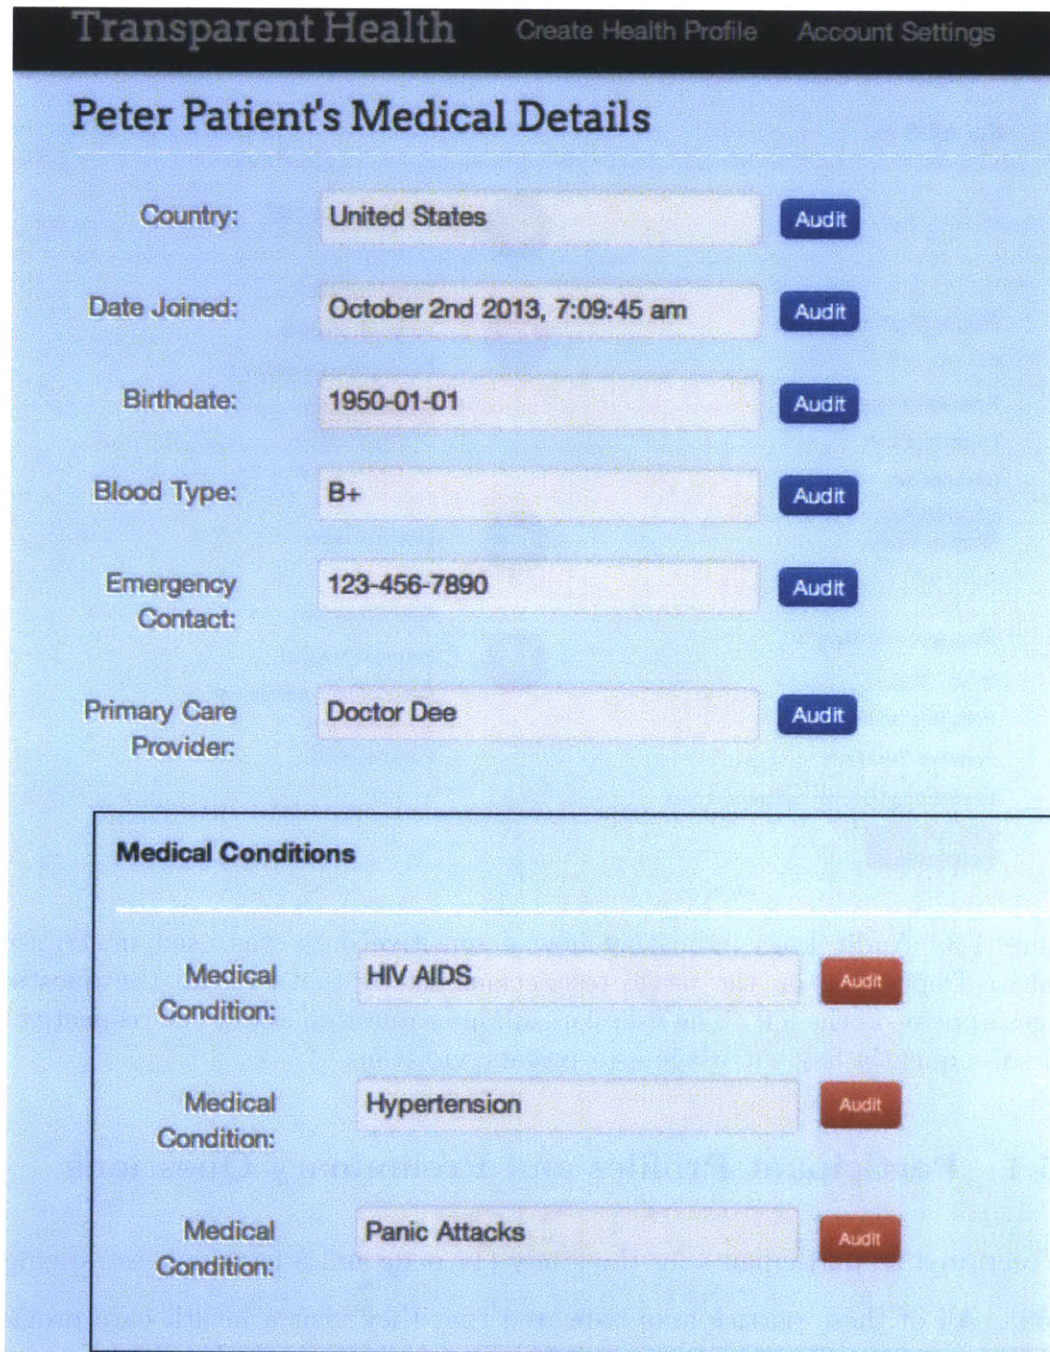 Transparent Health Create Health Profile Account Settings
Peter Patient's Medical Details
Country: United States Audit
Date Joined: October 2nd 2013, 7:09:45 am Audit
Birthdate: 1950-01-01 Audit
Blood Type: B+ Audit
Emergency Contact: 123-456-7890 Audit
Primary Care Provider: Doctor Dee Audit
Medical Conditions
Medical Condition: HIV AIDS Audit
Medical Condition: Hypertension Audit
Medical Condition: Panic Attacks Audit